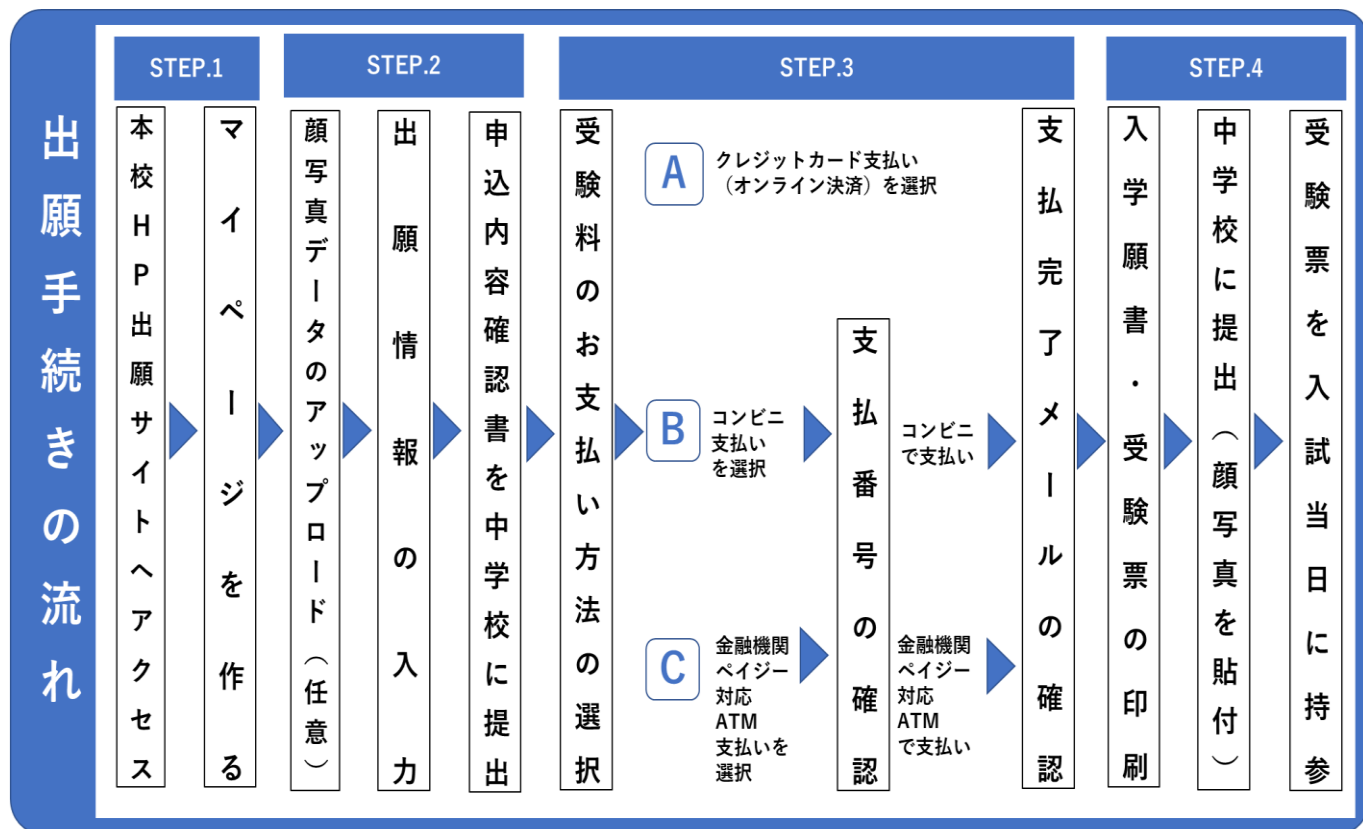 出願手続きの流れ
STEP.1
本校HP出願サイトへアクセス
マイページを作る
STEP.2
顔写真データのアップロード（任意）
出願情報の入力
申込内容確認書を中学校に提出
STEP.3
受験料のお支払い方法の選択
A
クレジットカード支払い
（オンライン決済）を選択
B
コンビニ
支払い
を選択
C
金融機関
ペイジー
対応
ATM
支払いを
選択
支払番号の確認
コンビニ
で支払い
金融機関
ペイジー
対応
ATM
で支払い
支払完了メールの確認
STEP.4
入学願書・受験票の印刷
中学校に提出（顔写真を貼付）
受験票を入試当日に持参